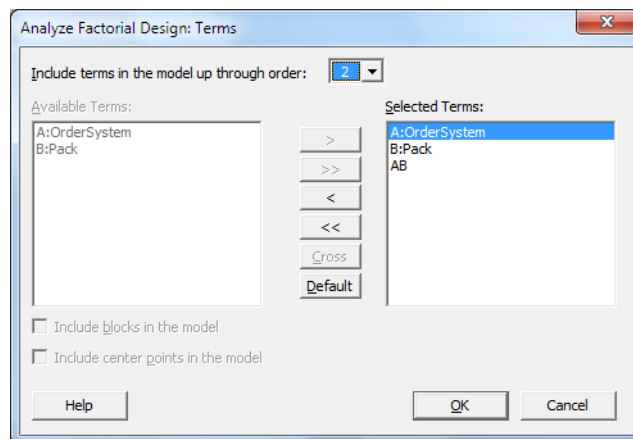 Analyze Factorial Design: Terms
Include terms in the model up through order: 2
Available Terms:
A:OrderSystem
B:Pack
>
>>
<
<<
Cross
Default
Selected Terms:
A:OrderSystem
B:Pack
AB
Include blocks in the model
Include center points in the model
Help
OK
Cancel